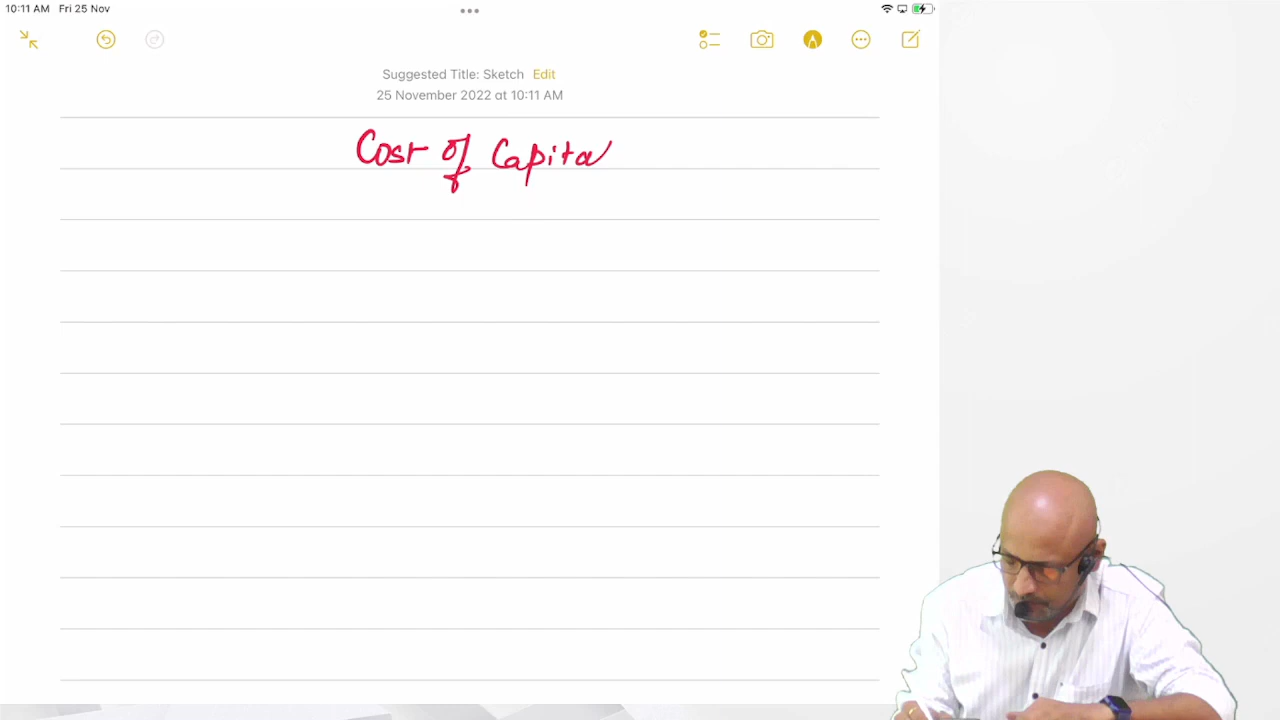 10:11 AM Fri 25 Nov
Suggested Title: Sketch Edit
25 November 2022 at 10:11 AM
Cost of Capital